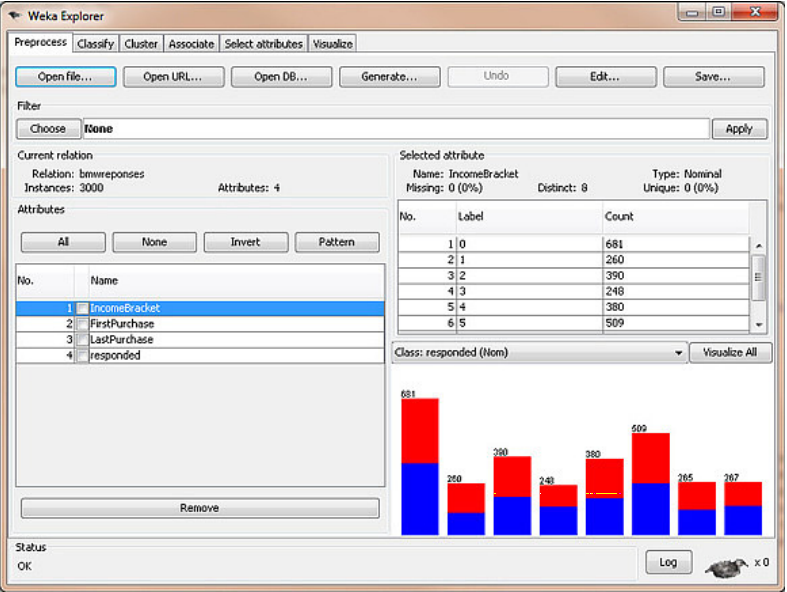 Weka Explorer
Preprocess Classify Cluster Associate Select attributes Visualize
Open file... Open URL... Open DB... Generate... Undo Edit... Save...
Filter
Choose None Apply
Current relation
Relation: bmwreponses
Instances: 3000 Attributes: 4
Selected attribute
Name: IncomeBracket Type: Nominal
Missing: 0 (0%) Distinct: 8 Unique: 0 (0%)
Attributes
All None Invert Pattern
No. Name
1 IncomeBracket
2 FirstPurchase
3 LastPurchase
4 responded
Remove
No. Label Count
1 0 681
2 1 260
3 2 390
4 3 248
5 4 380
6 5 509
Class: responded (Nom) Visualize All
681 260 390 248 380 509 265 267
Status
OK
Log x 0